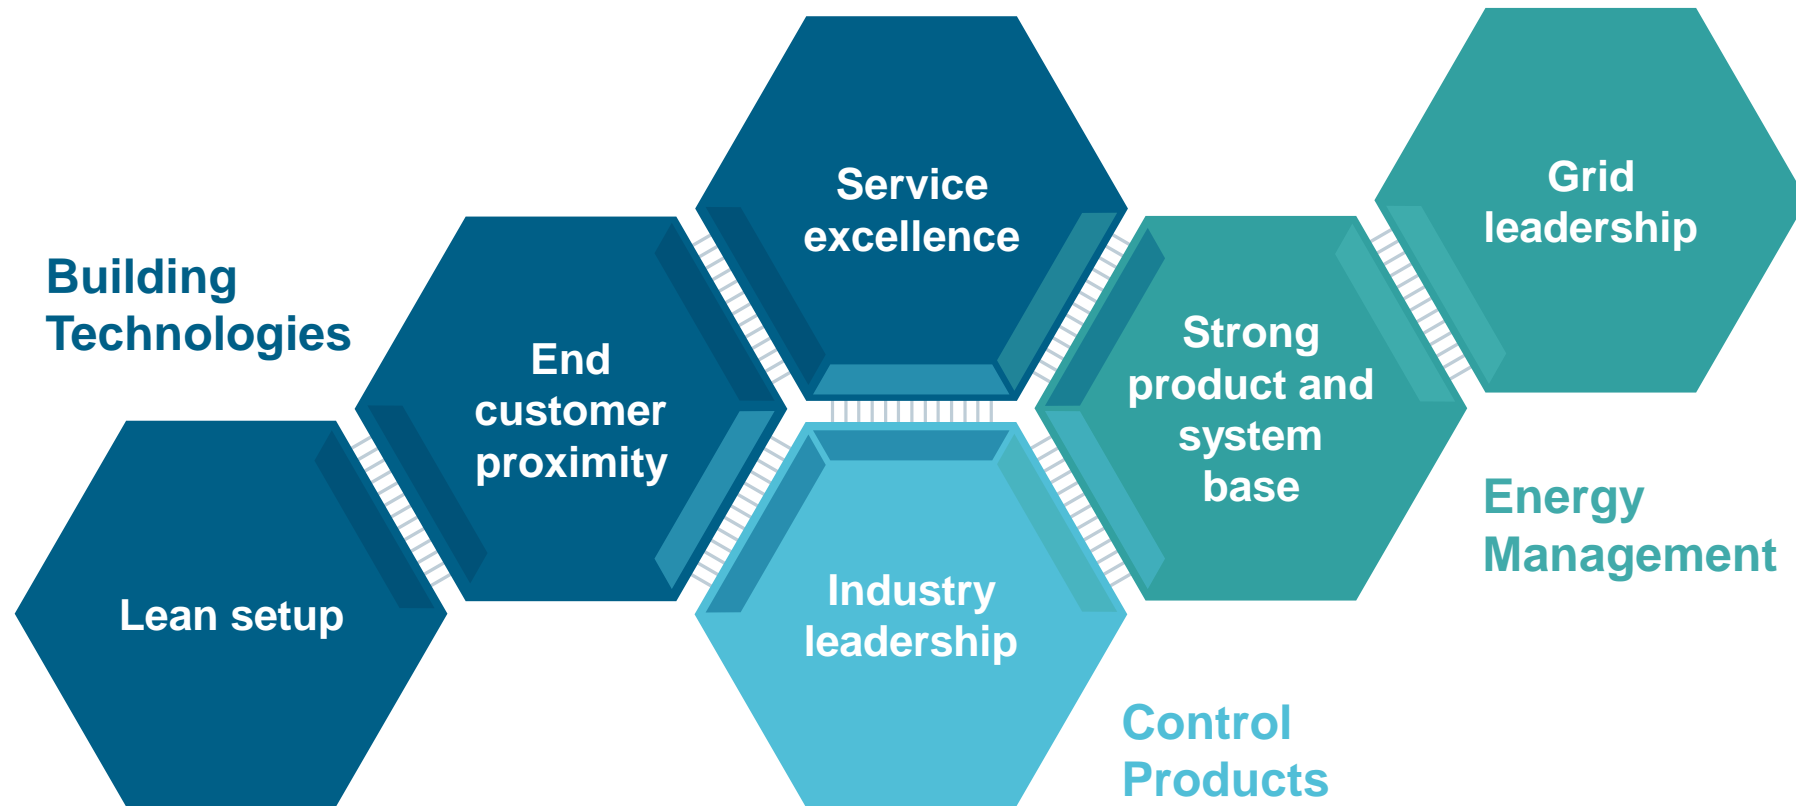 Building
Technologies
Lean setup
End
customer
proximity
Service
excellence
Industry
leadership
Control
Products
Strong
product and
system
base
Grid
leadership
Energy
Management